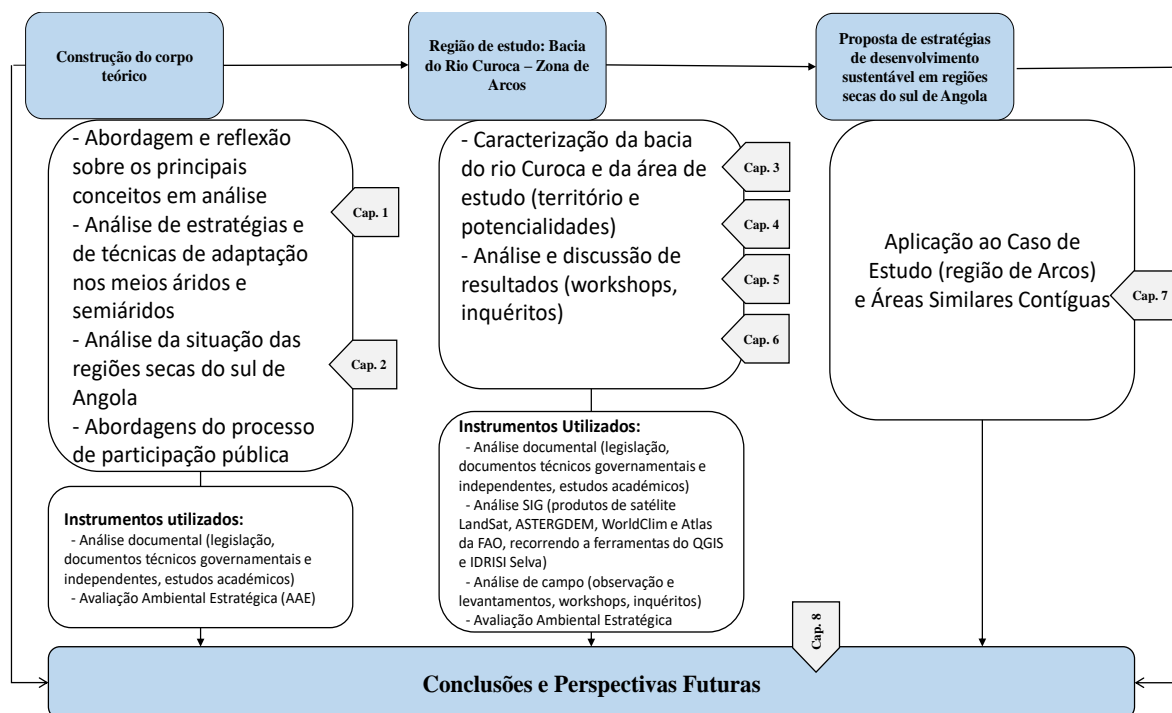 Construção do corpo
teórico
Região de estudo: Bacia
do Rio Curoca – Zona de
Arcos
Proposta de estratégias
de desenvolvimento
sustentável em regiões
secas do sul de Angola
- Abordagem e reflexão
sobre os principais
conceitos em análise
- Análise de estratégias e
de técnicas de adaptação
nos meios áridos e
semiáridos
- Análise da situação das
regiões secas do sul de
Angola
- Abordagens do processo
de participação pública
Cap. 1
Cap. 2
- Caracterização da bacia
do rio Curoca e da área de
estudo (território e
potencialidades)
- Análise e discussão de
resultados (workshops,
inquéritos)
Cap. 3
Cap. 4
Cap. 5
Cap. 6
Aplicação ao Caso de
Estudo (região de Arcos)
e Áreas Similares Contíguas
Cap. 7
Instrumentos utilizados:
- Análise documental (legislação,
documentos técnicos governamentais e
independentes, estudos académicos)
- Avaliação Ambiental Estratégica (AAE)
Instrumentos Utilizados:
- Análise documental (legislação,
documentos técnicos governamentais e
independentes, estudos académicos)
- Análise SIG (produtos de satélite
LandSat, ASTERGDEM, WorldClim e Atlas
da FAO, recorrendo a ferramentas do QGIS
e IDRISI Selva)
- Análise de campo (observação e
levantamentos, workshops, inquéritos)
- Avaliação Ambiental Estratégica
Cap. 8
Conclusões e Perspectivas Futuras